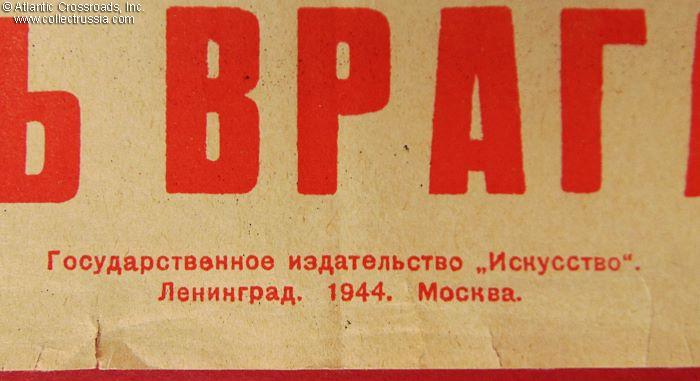 © Atlantic Crossroads, Inc.
www.collectrussia.com
Ь ВРАГ
Государственное издательство „Искусство“.
Ленинград. 1944. Москва.